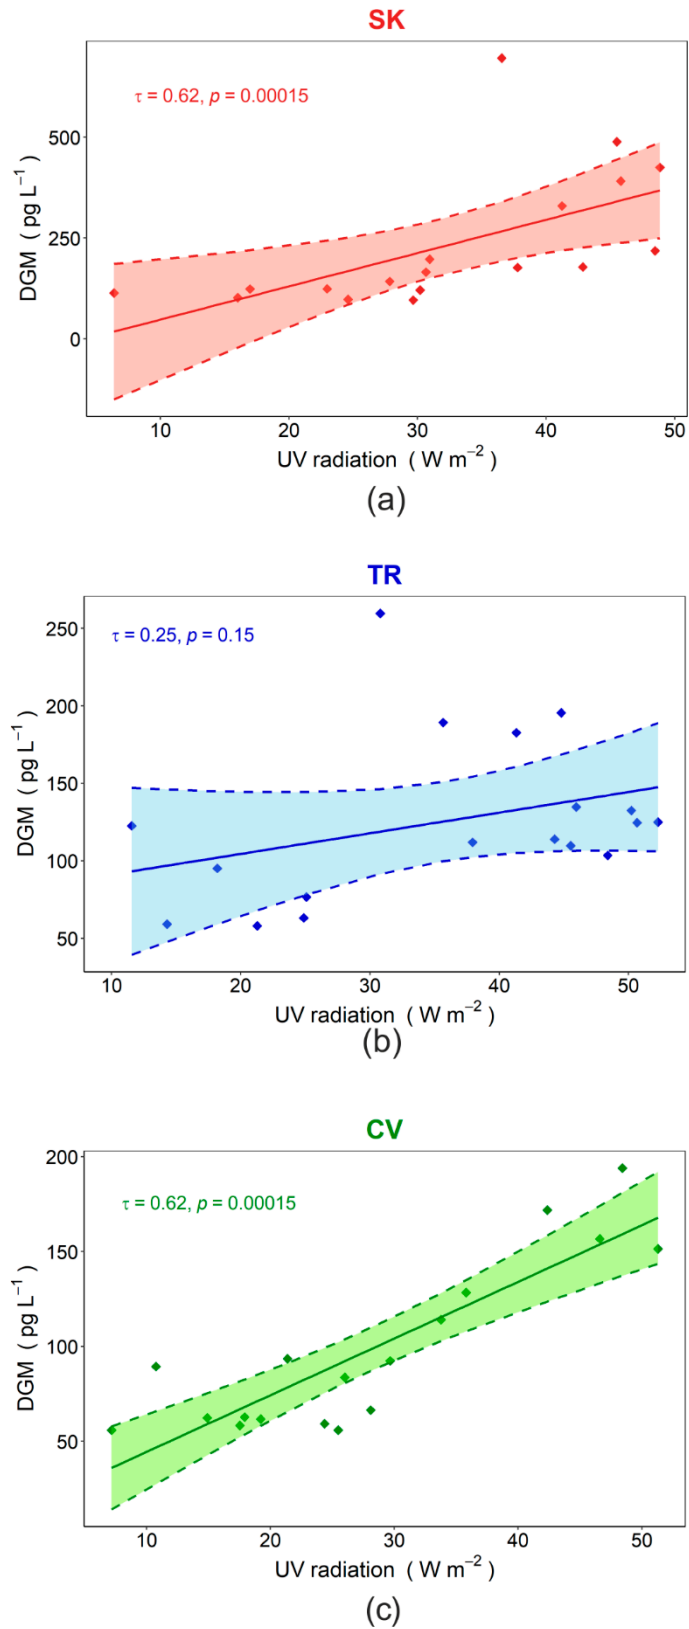 SK
τ = 0.62, p = 0.00015
DGM ( pg L⁻¹ )
500
250
0
10 20 30 40 50
UV radiation ( W m⁻² )
(a)
TR
τ = 0.25, p = 0.15
DGM ( pg L⁻¹ )
250
200
150
100
50
10 20 30 40 50
UV radiation ( W m⁻² )
(b)
CV
τ = 0.62, p = 0.00015
DGM ( pg L⁻¹ )
200
150
100
50
10 20 30 40 50
UV radiation ( W m⁻² )
(c)